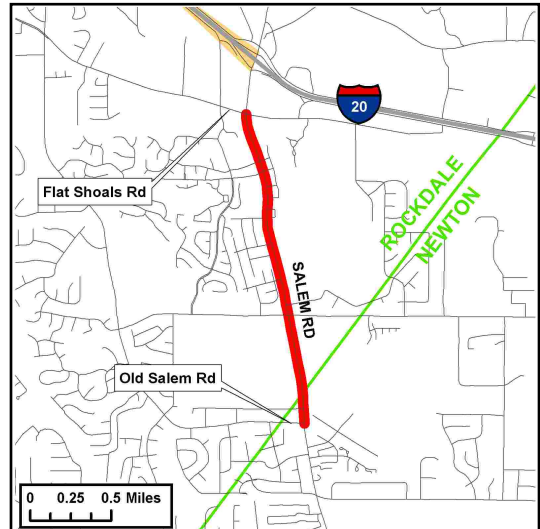 20
Flat Shoals Rd
ROCKDALE
NEWTON
SALEM RD
Old Salem Rd
0 0.25 0.5 Miles